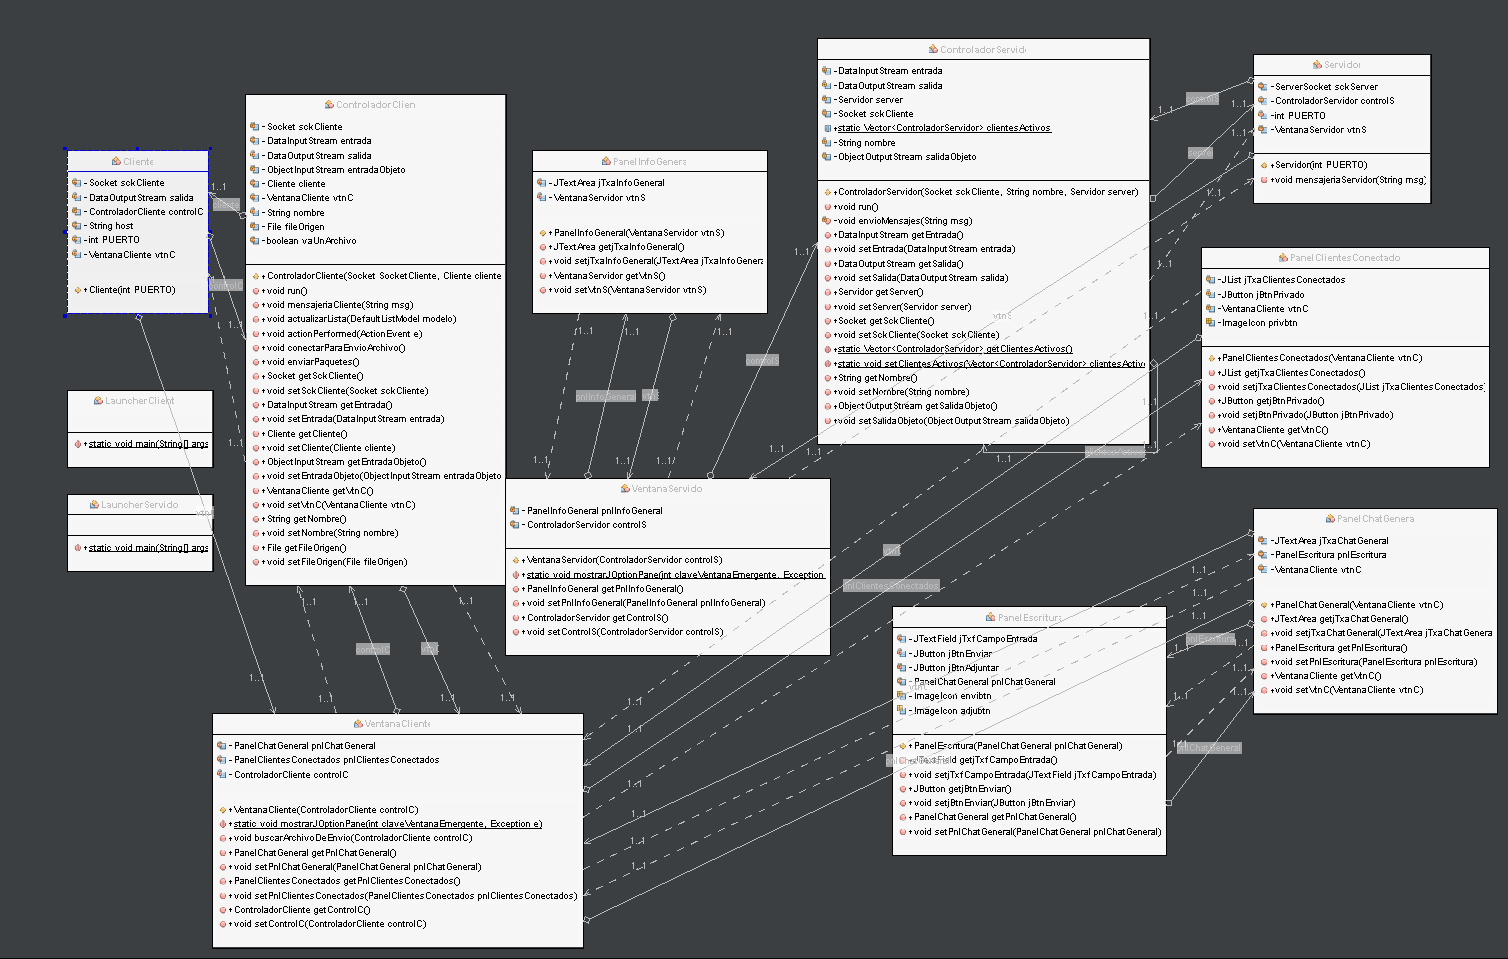 Cliente
- Socket sckCliente
- DataOutputStream salida
- ControladorCliente controlC
- String host
- int PUERTO
- VentanaCliente vtnC
+ Cliente(int PUERTO)
LauncherClient
+ static void main(String[] args
LauncherServido
+ static void main(String[] args
ControladorClien
- Socket sckCliente
- DataInputStream entrada
- DataOutputStream salida
- ObjectInputStream entradaObjeto
- Cliente cliente
- VentanaCliente vtnC
- String nombre
- File fileOrigen
- boolean vaUnArchivo
+ ControladorCliente(Socket SocketCliente, Cliente cliente
+ void run()
+ void mensajeriaCliente(String msg)
+ void actualizarLista(DefaultListModel modelo)
+ void actionPerformed(ActionEvent e)
+ void conectarParaEnvioArchivo()
+ void enviarPaquetes()
+ Socket getSckCliente()
+ void setSckCliente(Socket sckCliente)
+ DataInputStream getEntrada()
+ void setEntrada(DataInputStream entrada)
+ Cliente getCliente()
+ void setCliente(Cliente cliente)
+ ObjectInputStream getEntradaObjeto()
+ void setEntradaObjeto(ObjectInputStream entradaObjeto
+ VentanaCliente getVtnC()
+ void setVtnC(VentanaCliente vtnC)
+ String getNombre()
+ void setNombre(String nombre)
+ File getFileOrigen()
+ void setFileOrigen(File fileOrigen)
PanelInfoGenera
- JTextArea jTxaInfoGeneral
- VentanaServidor vtnS
+ PanelInfoGeneral(VentanaServidor vtnS)
+ JTextArea getjTxaInfoGeneral()
+ void setjTxaInfoGeneral(JTextArea jTxaInfoGenera
+ VentanaServidor getVtnS()
+ void setVtnS(VentanaServidor vtnS)
ControladorServid
- DataInputStream entrada
- DataOutputStream salida
- Servidor server
- Socket sckCliente
+ static Vector<ControladorServidor> clientesActivos
- String nombre
- ObjectOutputStream salidaObjeto
+ ControladorServidor(Socket sckCliente, String nombre, Servidor server)
+ void run()
- void envioMensajes(String msg)
+ DataInputStream getEntrada()
+ void setEntrada(DataInputStream entrada)
+ DataOutputStream getSalida()
+ void setSalida(DataOutputStream salida)
+ Servidor getServer()
+ void setServer(Servidor server)
+ Socket getSckCliente()
+ void setSckCliente(Socket sckCliente)
+ static Vector<ControladorServidor> getClientesActivos()
+ static void setClientesActivos(Vector<ControladorServidor> clientesActiv
+ String getNombre()
+ void setNombre(String nombre)
+ ObjectOutputStream getSalidaObjeto()
+ void setSalidaObjeto(ObjectOutputStream salidaObjeto)
Servidor
- ServerSocket sckServer
- ControladorServidor controlS
- int PUERTO
- VentanaServidor vtnS
+ Servidor(int PUERTO)
+ void mensajeriaServidor(String msg)
PanelClientesConectado
- JList jTxaClientesConectados
- JButton jBtnPrivado
- VentanaCliente vtnC
- ImageIcon privbtn
+ PanelClientesConectados(VentanaCliente vtnC)
+ JList getjTxaClientesConectados()
+ void setjTxaClientesConectados(JList jTxaClientesConectados)
+ JButton getjBtnPrivado()
+ void setjBtnPrivado(JButton jBtnPrivado)
+ VentanaCliente getVtnC()
+ void setVtnC(VentanaCliente vtnC)
VentanaServido
- PanelInfoGeneral pnlInfoGeneral
- ControladorServidor controlS
+ VentanaServidor(ControladorServidor controlS)
+ static void mostrarJOptionPane(int claveVentanaEmergente, Exception
+ PanelInfoGeneral getPnlInfoGeneral()
+ void setPnlInfoGeneral(PanelInfoGeneral pnlInfoGeneral)
+ ControladorServidor getControlS()
+ void setControlS(ControladorServidor controlS)
PanelChatGenera
- JTextArea jTxaChatGeneral
- PanelEscritura pnlEscritura
- VentanaCliente vtnC
+ PanelChatGeneral(VentanaCliente vtnC)
+ JTextArea getjTxaChatGeneral()
+ void setjTxaChatGeneral(JTextArea jTxaChatGenera
+ PanelEscritura getPnlEscritura()
+ void setPnlEscritura(PanelEscritura pnlEscritura)
+ VentanaCliente getVtnC()
+ void setVtnC(VentanaCliente vtnC)
PanelEscritura
- JTextField jTxfCampoEntrada
- JButton jBtnEnviar
- JButton jBtnAdjuntar
- PanelChatGeneral pnlChatGeneral
- ImageIcon envibtn
- ImageIcon adjubtn
+ PanelEscritura(PanelChatGeneral pnlChatGeneral)
+ JTextField getjTxfCampoEntrada()
+ void setjTxfCampoEntrada(JTextField jTxfCampoEntrada)
+ JButton getjBtnEnviar()
+ void setjBtnEnviar(JButton jBtnEnviar)
+ PanelChatGeneral getPnlChatGeneral()
+ void setPnlChatGeneral(PanelChatGeneral pnlChatGeneral)
VentanaCliente
- PanelChatGeneral pnlChatGeneral
- PanelClientesConectados pnlClientesConectados
- ControladorCliente controlC
+ VentanaCliente(ControladorCliente controlC)
+ static void mostrarJOptionPane(int claveVentanaEmergente, Exception e)
+ void buscarArchivoDeEnvio(ControladorCliente controlC)
+ PanelChatGeneral getPnlChatGeneral()
+ void setPnlChatGeneral(PanelChatGeneral pnlChatGeneral)
+ PanelClientesConectados getPnlClientesConectados()
+ void setPnlClientesConectados(PanelClientesConectados pnlClientesConectados)
+ ControladorCliente getControlC()
+ void setControlC(ControladorCliente controlC)
cliente
controlC
pnlInfoGeneral
vtnS
controlS
controlS
server
vtnS
vtnC
pnlClientesConectados
pnlEscritura
pnlChatGeneral
controlC
vtnC
1..1
1..1
1..1
1..1